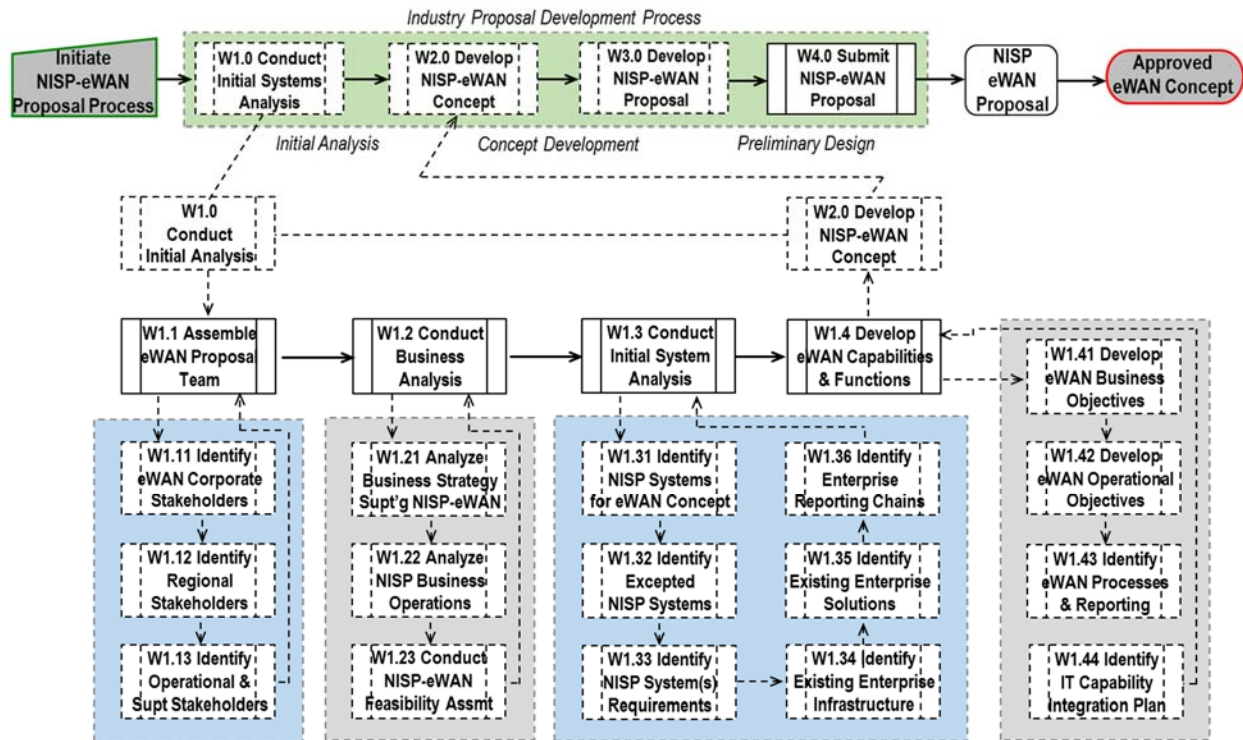 Industry Proposal Development Process
Initiate
NISP-eWAN
Proposal Process
W1.0 Conduct
Initial Systems
Analysis
W2.0 Develop
NISP-eWAN
Concept
W3.0 Develop
NISP-eWAN
Proposal
W4.0 Submit
NISP-eWAN
Proposal
NISP
eWAN
Proposal
Approved
eWAN Concept
Initial Analysis
Concept Development
Preliminary Design
W1.0
Conduct
Initial Analysis
W2.0 Develop
NISP-eWAN
Concept
W1.1 Assemble
eWAN Proposal
Team
W1.2 Conduct
Business
Analysis
W1.3 Conduct
Initial System
Analysis
W1.4 Develop
eWAN Capabilities
& Functions
W1.11 Identify
eWAN Corporate
Stakeholders
W1.12 Identify
Regional
Stakeholders
W1.13 Identify
Operational &
Supt Stakeholders
W1.21 Analyze
Business Strategy
Supt'g NISP-eWAN
W1.22 Analyze
NISP Business
Operations
W1.23 Conduct
NISP-eWAN
Feasibility Assmt
W1.31 Identify
NISP Systems
for eWAN Concept
W1.32 Identify
Excepted
NISP Systems
W1.33 Identify
NISP System(s)
Requirements
W1.34 Identify
Existing Enterprise
Infrastructure
W1.35 Identify
Existing Enterprise
Solutions
W1.36 Identify
Enterprise
Reporting Chains
W1.41 Develop
eWAN Business
Objectives
W1.42 Develop
eWAN Operational
Objectives
W1.43 Identify
eWAN Processes
& Reporting
W1.44 Identify
IT Capability
Integration Plan